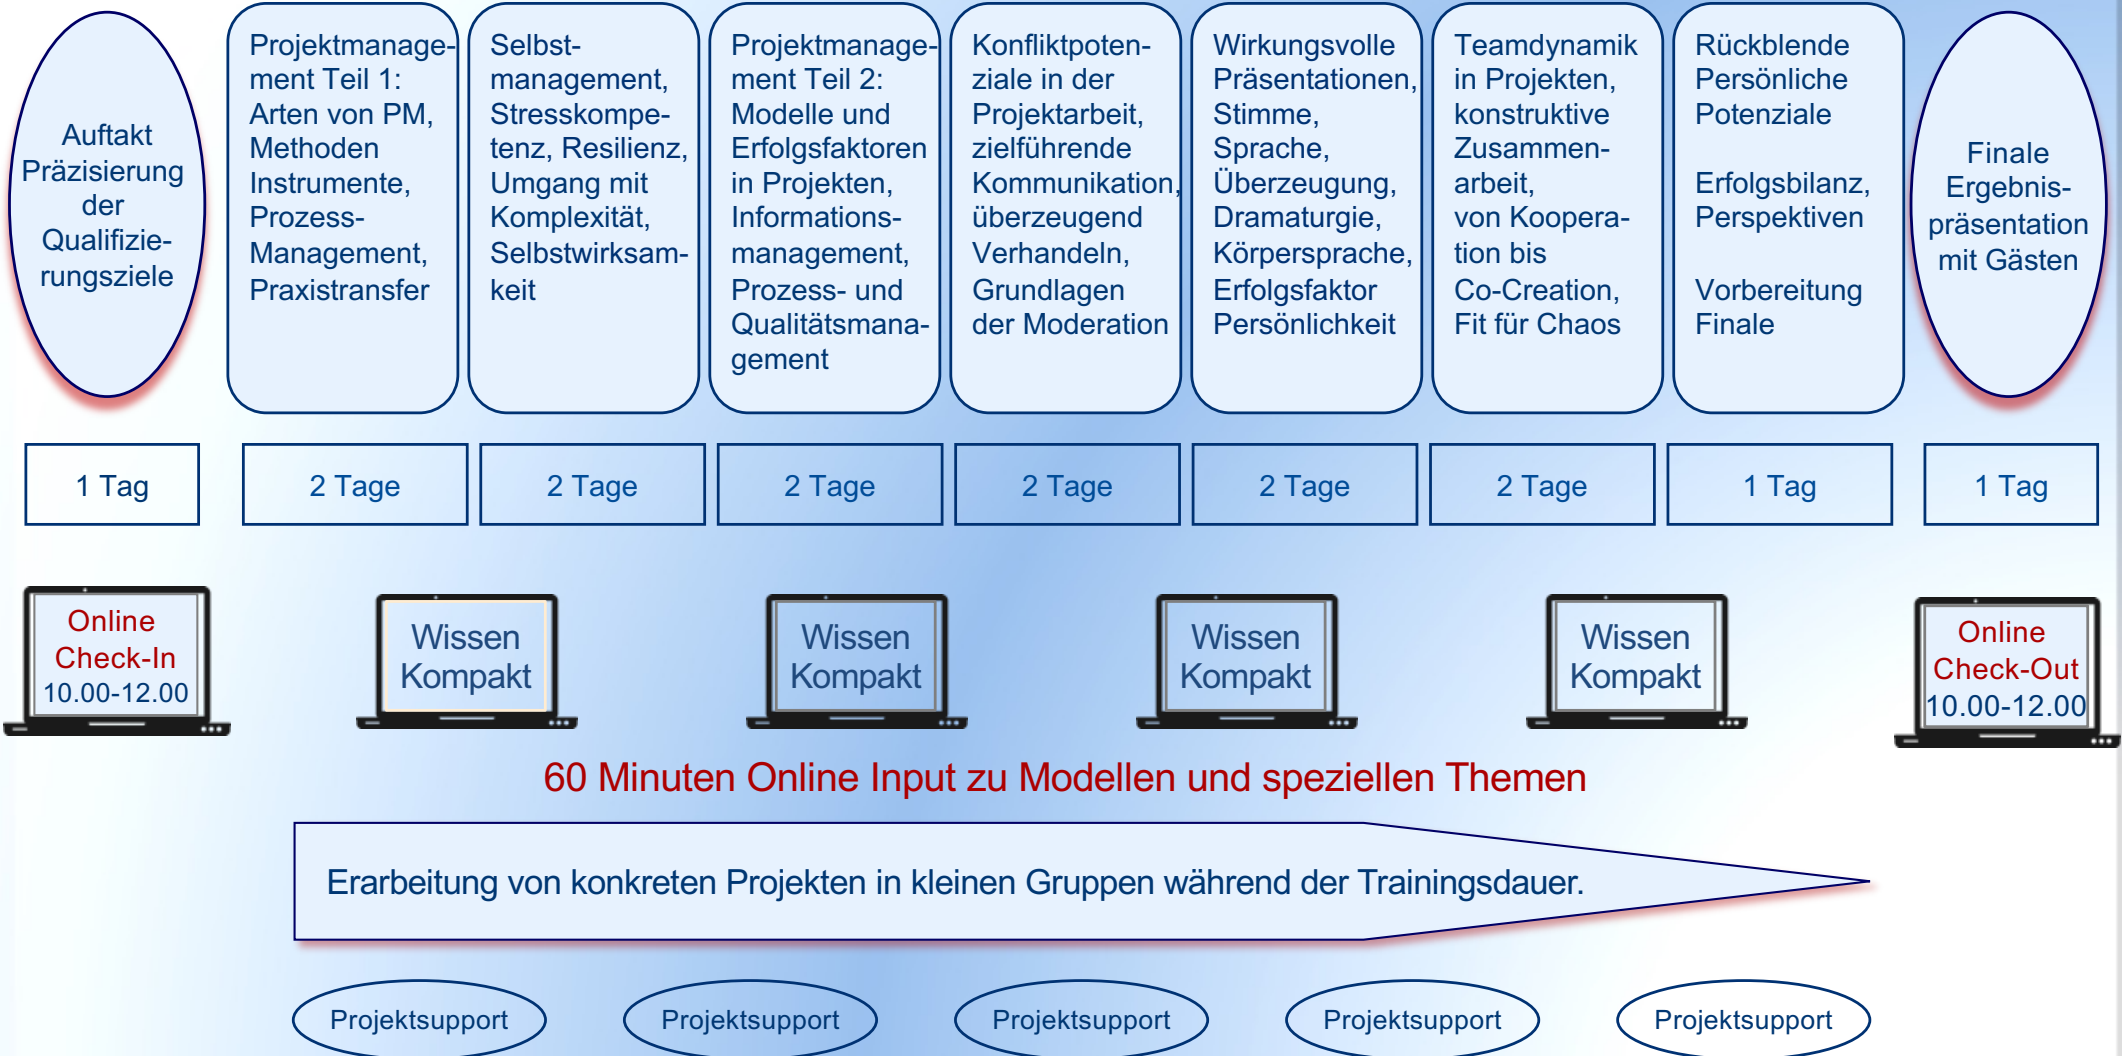 Auftakt
Präzisierung
der
Qualifizie-
rungsziele
Projektmanage-
ment Teil 1:
Arten von PM,
Methoden
Instrumente,
Prozess-
Management,
Praxistransfer
Selbst-
management,
Stresskompe-
tenz, Resilienz,
Umgang mit
Komplexität,
Selbstwirksam-
keit
Projektmanage-
ment Teil 2:
Modelle und
Erfolgsfaktoren
in Projekten,
Informations-
management,
Prozess- und
Qualitätsmana-
gement
Konfliktpoten-
ziale in der
Projektarbeit,
zielführende
Kommunikation,
überzeugend
Verhandeln,
Grundlagen
der Moderation
Wirkungsvolle
Präsentationen,
Stimme,
Sprache,
Überzeugung,
Dramaturgie,
Körpersprache,
Erfolgsfaktor
Persönlichkeit
Teamdynamik
in Projekten,
konstruktive
Zusammen-
arbeit,
von Koopera-
tion bis
Co-Creation,
Fit für Chaos
Rückblende
Persönliche
Potenziale
Erfolgsbilanz,
Perspektiven
Vorbereitung
Finale
Finale
Ergebnis-
präsentation
mit Gästen
1 Tag
2 Tage
2 Tage
2 Tage
2 Tage
2 Tage
2 Tage
1 Tag
1 Tag
Online
Check-In
10.00-12.00
Wissen
Kompakt
Wissen
Kompakt
Wissen
Kompakt
Wissen
Kompakt
Online
Check-Out
10.00-12.00
60 Minuten Online Input zu Modellen und speziellen Themen
Erarbeitung von konkreten Projekten in kleinen Gruppen während der Trainingsdauer.
Projektsupport
Projektsupport
Projektsupport
Projektsupport
Projektsupport